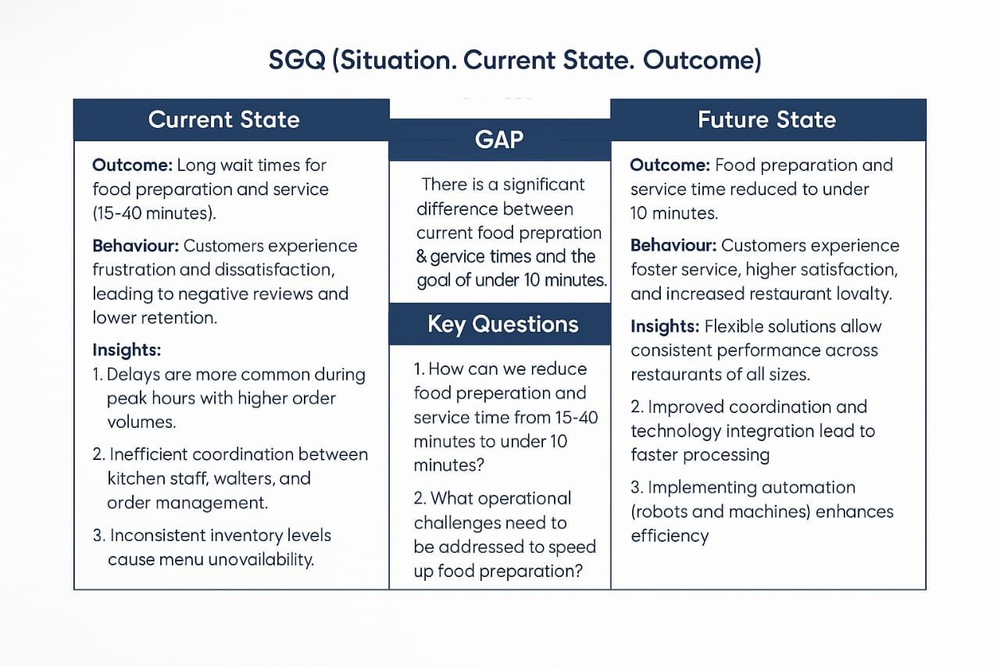 SGQ (Situation. Current State. Outcome)
Current State
Outcome: Long wait times for
food preparation and service
(15-40 minutes).
Behaviour: Customers experience
frustration and dissatisfaction,
leading to negative reviews and
lower retention.
Insights:
1. Delays are more common during
peak hours with higher order
volumes.
2. Inefficient coordination between
kitchen staff, walters, and
order management.
3. Inconsistent inventory levels
cause menu unovailability.
GAP
There is a significant
difference between
current food prepration
& gervice times and the
goal of under 10 minutes.
Key Questions
1. How can we reduce
food preperation and
service time from 15-40
minutes to under 10
minutes?
2. What operational
challenges need to
be addressed to speed
up food preparation?
Future State
Outcome: Food preparation and
service time reduced to under
10 minutes.
Behaviour: Customers experience
foster service, higher satisfaction,
and increased restaurant lovalty.
Insights: Flexible solutions allow
consistent performance across
restaurants of all sizes.
2. Improved coordination and
technology integration lead to
faster processing
3. Implementing automation
(robots and machines) enhances
efficiency